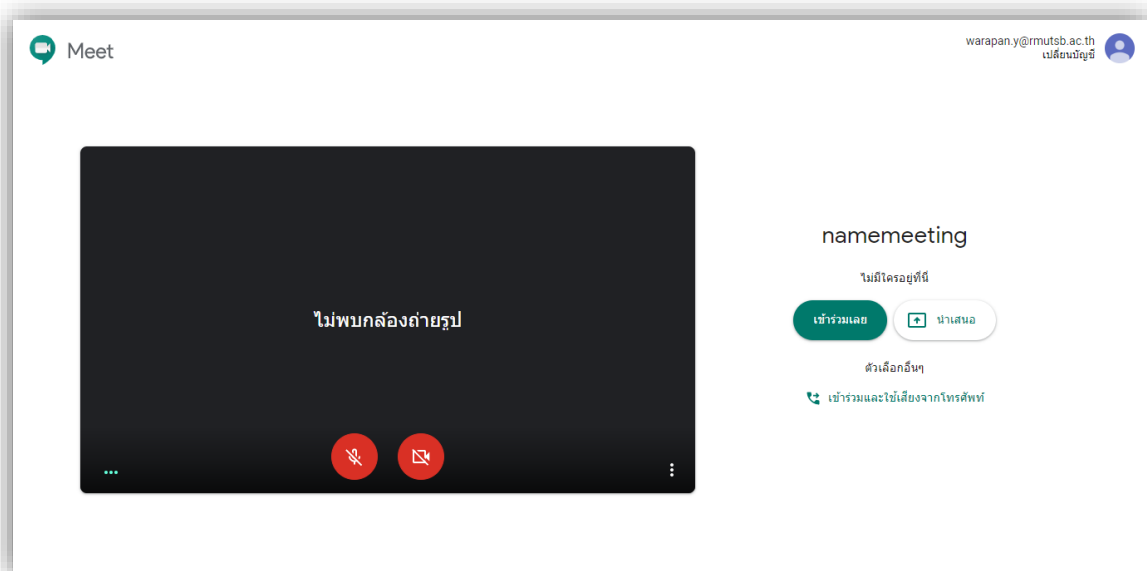 Meet
warapan.y@rmutsb.ac.th
เปลี่ยนบัญชี
ไม่พบกล้องถ่ายรูป
namemeeting
ไม่มีใครอยู่ที่นี่
เข้าร่วมเลย
นำเสนอ
ตัวเลือกอื่นๆ
เข้าร่วมและใช้เสียงจากโทรศัพท์